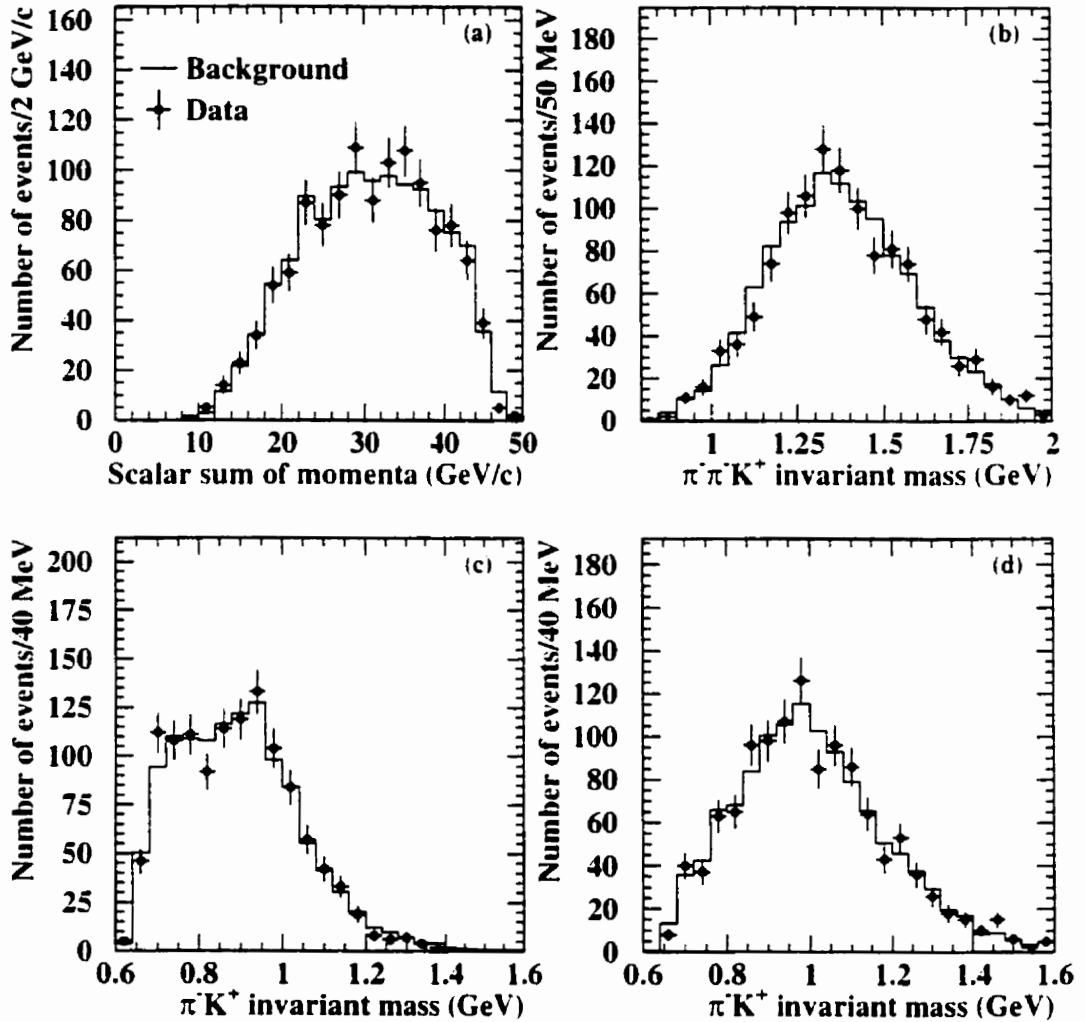 Number of events/2 GeV/c
160
140
120
100
80
60
40
20
0
(a)
Background
Data
0 10 20 30 40 50
Scalar sum of momenta (GeV/c)
Number of events/50 MeV
180
160
140
120
100
80
60
40
20
0
(b)
1 1.25 1.5 1.75 2
π⁻π⁻K⁺ invariant mass (GeV)
Number of events/40 MeV
200
175
150
125
100
75
50
25
0
(c)
0.6 0.8 1 1.2 1.4 1.6
π⁻K⁺ invariant mass (GeV)
Number of events/40 MeV
180
160
140
120
100
80
60
40
20
0
(d)
0.6 0.8 1 1.2 1.4 1.6
π⁻K⁺ invariant mass (GeV)